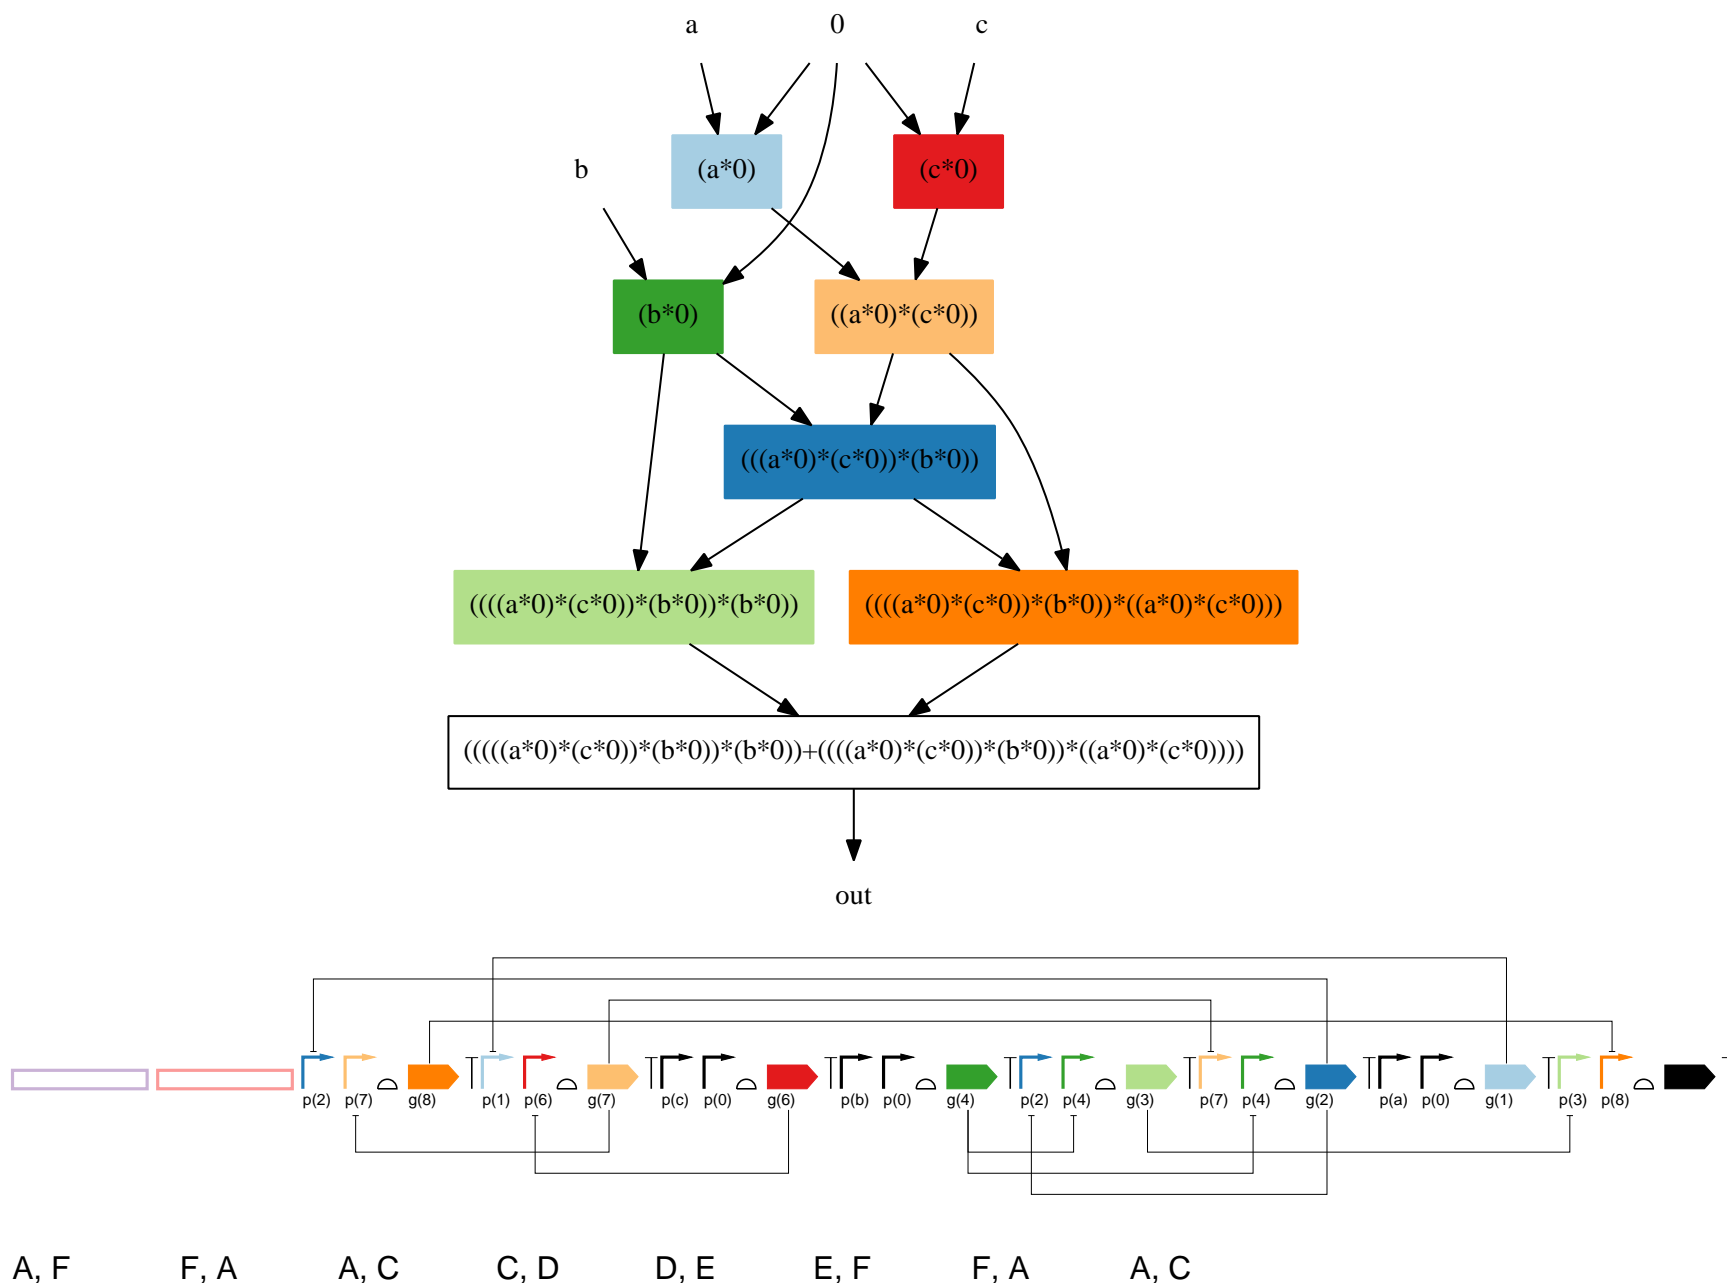 a 0 c
(a*0) (c*0)
b
(b*0) ((a*0)*(c*0))
(((a*0)*(c*0))*(b*0))
((((a*0)*(c*0))*(b*0))*(b*0)) ((((a*0)*(c*0))*(b*0))*((a*0)*(c*0)))
(((((a*0)*(c*0))*(b*0))*(b*0))+((((a*0)*(c*0))*(b*0))*((a*0)*(c*0))))
out
p(2) p(7) g(8) p(1) p(6) g(7) p(c) p(0) g(6) p(b) p(0) g(4) p(2) p(4) g(3) p(7) p(4) g(2) p(a) p(0) g(1) p(3) p(8)
A, F F, A A, C C, D D, E E, F F, A A, C